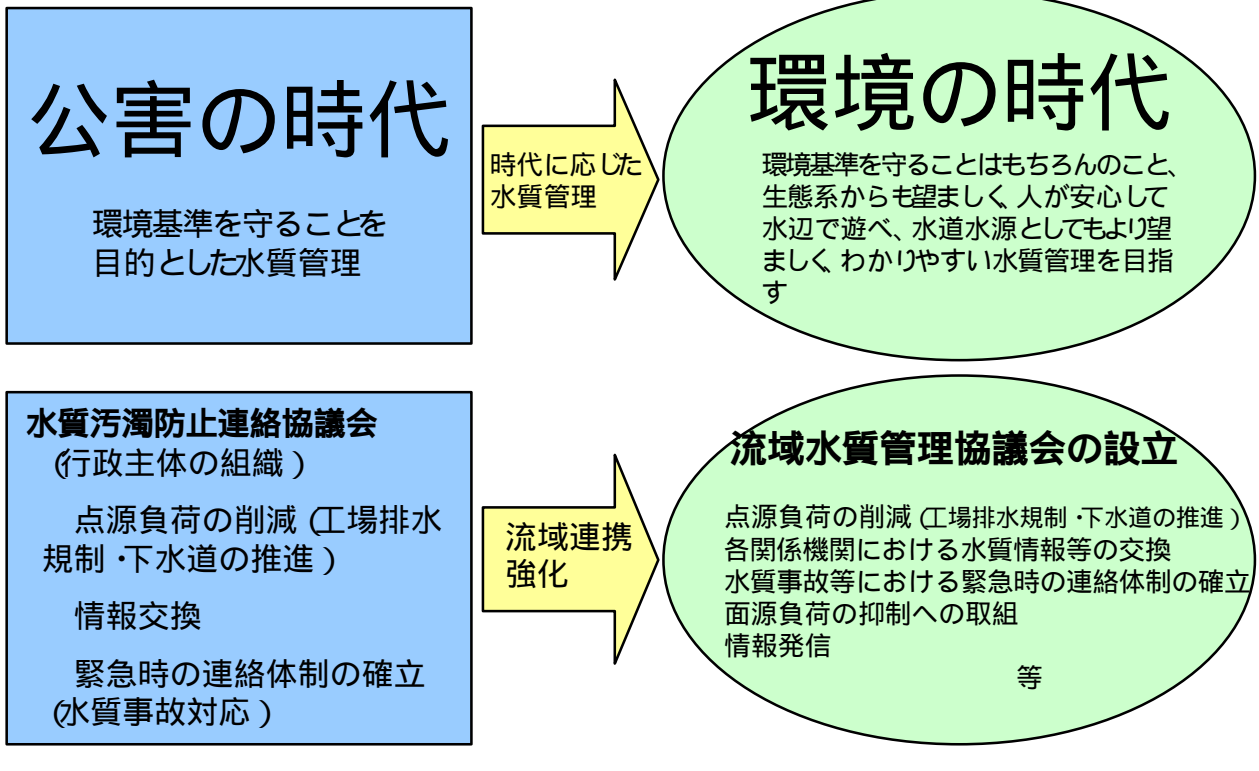 公害の時代
環境基準を守ることを
目的とした水質管理
時代に応じた
水質管理
環境の時代
環境基準を守ることはもちろんのこと、
生態系からも望ましく、人が安心して
水辺で遊べ、水道水源としてもより望
ましく、わかりやすい水質管理を目指
す
水質汚濁防止連絡協議会
(行政主体の組織)
点源負荷の削減(工場排水
規制・下水道の推進)
情報交換
緊急時の連絡体制の確立
(水質事故対応)
流域連携
強化
流域水質管理協議会の設立
点源負荷の削減(工場排水規制・下水道の推進)
各関係機関における水質情報等の交換
水質事故等における緊急時の連絡体制の確立
面源負荷の抑制への取組
情報発信
等